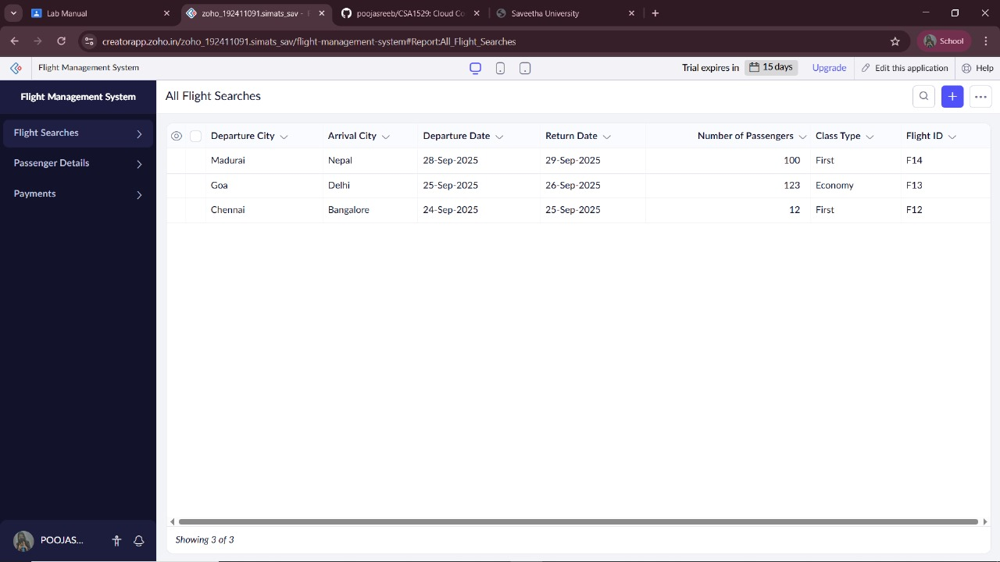 Lab Manual
zoho_192411091.simats_sav -
poojasreeb/CSA1529: Cloud Co
Saveetha University
creatorapp.zoho.in/zoho_192411091.simats_sav/flight-management-system#Report:All_Flight_Searches
School
Flight Management System
Trial expires in 15 days
Upgrade
Edit this application
Help
Flight Management System
Flight Searches
Passenger Details
Payments
All Flight Searches
Departure City Arrival City Departure Date Return Date Number of Passengers Class Type Flight ID
Madurai Nepal 28-Sep-2025 29-Sep-2025 100 First F14
Goa Delhi 25-Sep-2025 26-Sep-2025 123 Economy F13
Chennai Bangalore 24-Sep-2025 25-Sep-2025 12 First F12
Showing 3 of 3
POOJAS...